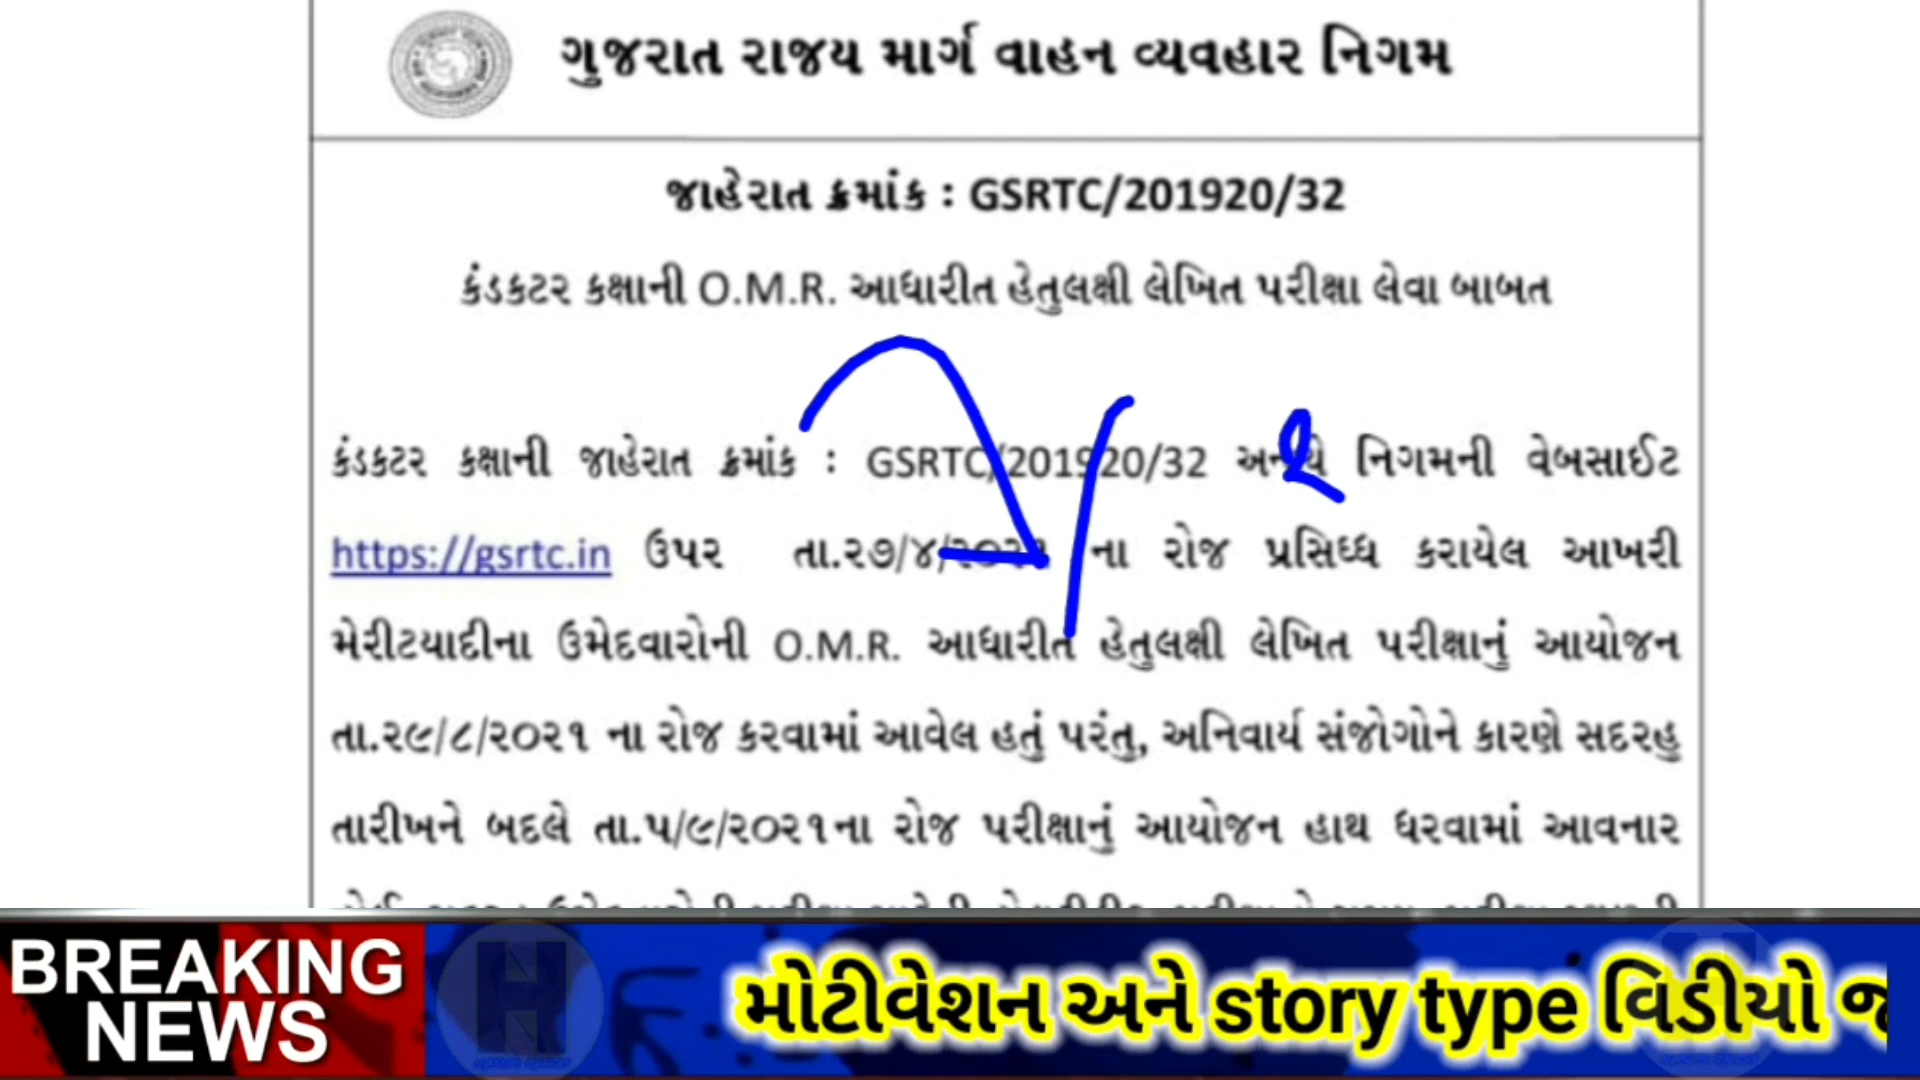 ગુજરાત રાજય માર્ગ વાહન વ્યવહાર નિગમ
જાહેરાત ક્રમાંક : GSRTC/201920/32
કંડકટર કક્ષાની O.M.R. આધારીત હેતુલક્ષી લેખિત પરીક્ષા લેવા બાબત
કંડકટર કક્ષાની જાહેરાત ક્રમાંક : GSRTC/201920/32 નિગમની વેબસાઈટ
https://gsrtc.in ઉપર તા.૨૭/૪/૨૦૨૧ ના રોજ પ્રસિધ્ધ કરાયેલ આખરી
મેરીટયાદીના ઉમેદવારોની O.M.R. આધારીત હેતુલક્ષી લેખિત પરીક્ષાનું આયોજન
તા.૨૯/૮/૨૦૨૧ ના રોજ કરવામાં આવેલ હતું પરંતુ, અનિવાર્ય સંજોગોને કારણે સદરહુ
તારીખને બદલે તા.૫/૯/૨૦૨૧ના રોજ પરીક્ષાનું આયોજન હાથ ધરવામાં આવનાર
BREAKING
NEWS
મોટીવેશન અને story type વિડીયો